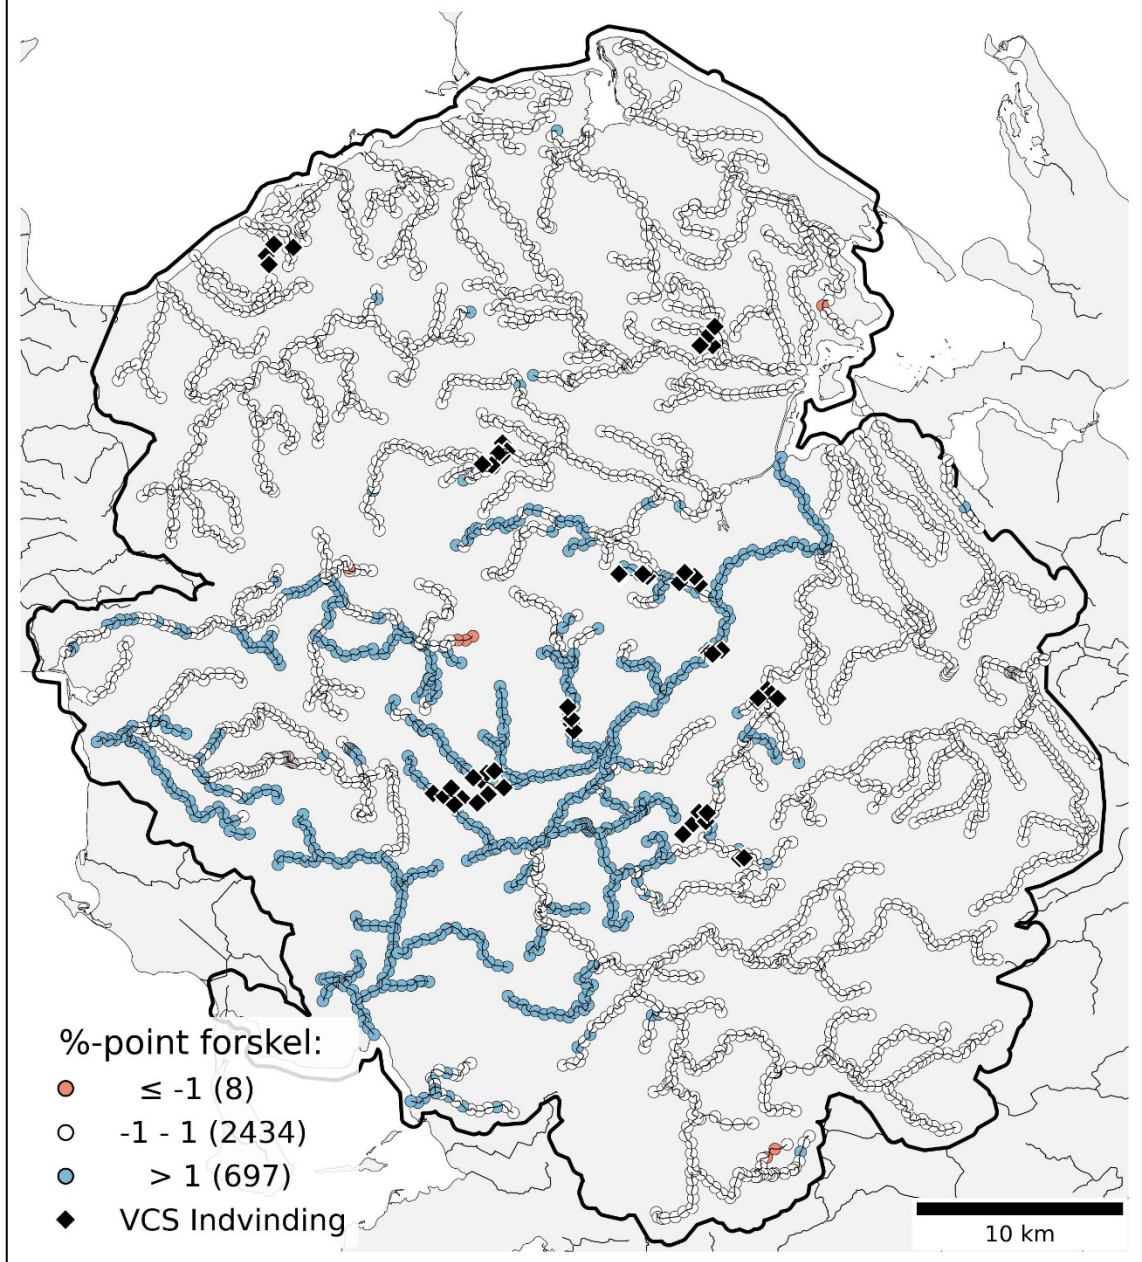 %-point forskel:
≤ -1 (8)
-1 - 1 (2434)
> 1 (697)
VCS Indvinding
10 km